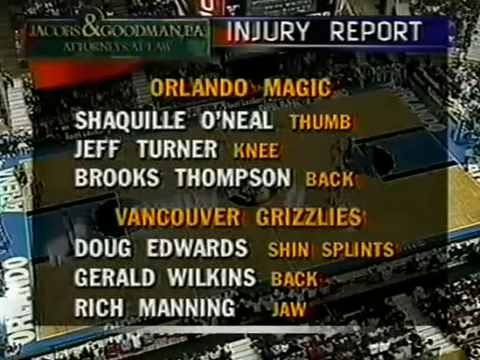 JACOBS & GOODMAN, P.A.
ATTORNEYS AT LAW
INJURY REPORT
ORLANDO MAGIC
SHAQUILLE O'NEAL THUMB
JEFF TURNER KNEE
BROOKS THOMPSON BACK
VANCOUVER GRIZZLIES
DOUG EDWARDS SHIN SPLINTS
GERALD WILKINS BACK
RICH MANNING JAW
ORLANDO